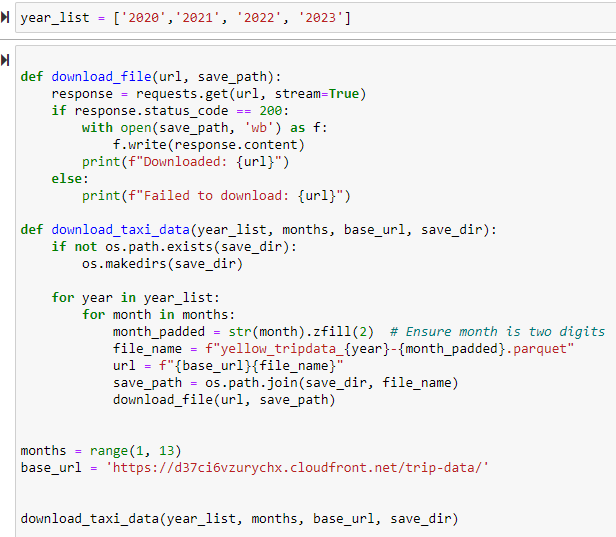 year_list = ['2020','2021', '2022', '2023']
def download_file(url, save_path):
    response = requests.get(url, stream=True)
    if response.status_code == 200:
        with open(save_path, 'wb') as f:
            f.write(response.content)
        print(f"Downloaded: {url}")
    else:
        print(f"Failed to download: {url}")
def download_taxi_data(year_list, months, base_url, save_dir):
    if not os.path.exists(save_dir):
        os.makedirs(save_dir)
    for year in year_list:
        for month in months:
            month_padded = str(month).zfill(2)  # Ensure month is two digits
            file_name = f"yellow_tripdata_{year}-{month_padded}.parquet"
            url = f"{base_url}{file_name}"
            save_path = os.path.join(save_dir, file_name)
            download_file(url, save_path)
months = range(1, 13)
base_url = 'https://d37ci6vzurychx.cloudfront.net/trip-data/'
download_taxi_data(year_list, months, base_url, save_dir)